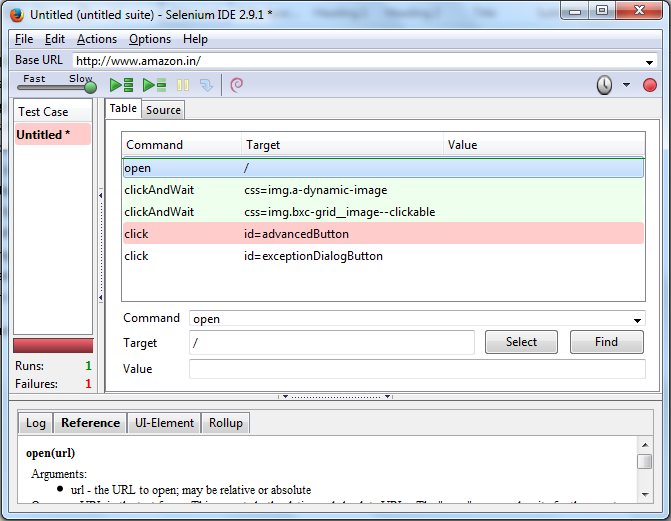 Untitled (untitled suite) - Selenium IDE 2.9.1 *
File Edit Actions Options Help
Base URL http://www.amazon.in/
Fast Slow
Test Case
Untitled *
Runs: 1
Failures: 1
Table Source
Command Target Value
open /
clickAndWait css=img.a-dynamic-image
clickAndWait css=img.bxc-grid__image--clickable
click id=advancedButton
click id=exceptionDialogButton
Command open
Target / Select Find
Value
Log Reference UI-Element Rollup
open(url)
Arguments:
url - the URL to open; may be relative or absolute